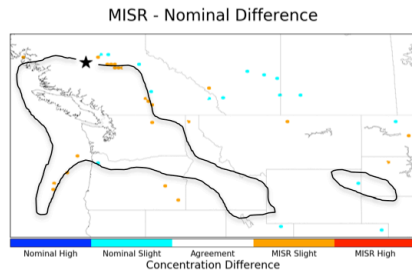 MISR - Nominal Difference
Nominal High Nominal Slight Agreement MISR Slight MISR High
Concentration Difference